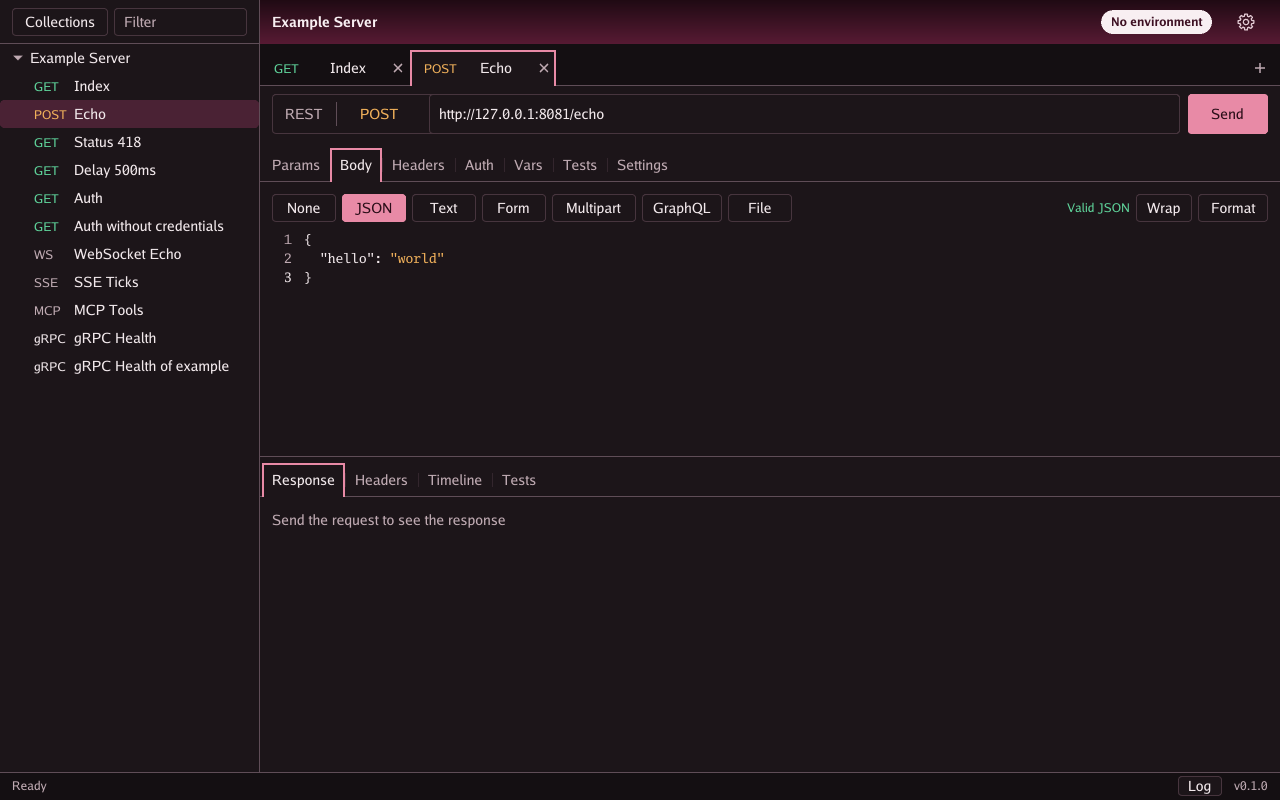 Collections Filter Example Server No environment
Example Server
GET Index
POST Echo
GET Status 418
GET Delay 500ms
GET Auth
GET Auth without credentials
WS WebSocket Echo
SSE SSE Ticks
MCP MCP Tools
gRPC gRPC Health
gRPC gRPC Health of example
GET Index POST Echo
REST POST http://127.0.0.1:8081/echo Send
Params Body Headers Auth Vars Tests Settings
None JSON Text Form Multipart GraphQL File Valid JSON Wrap Format
1 {
2 "hello": "world"
3 }
Response Headers Timeline Tests
Send the request to see the response
Ready Log v0.1.0